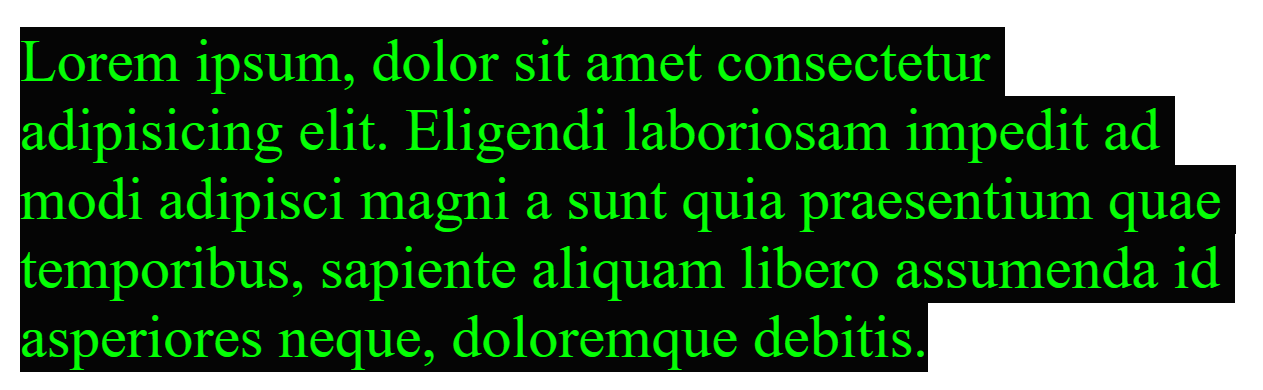 Lorem ipsum, dolor sit amet consectetur
adipisicing elit. Eligendi laboriosam impedit ad
modi adipisci magni a sunt quia praesentium quae
temporibus, sapiente aliquam libero assumenda id
asperiores neque, doloremque debitis.